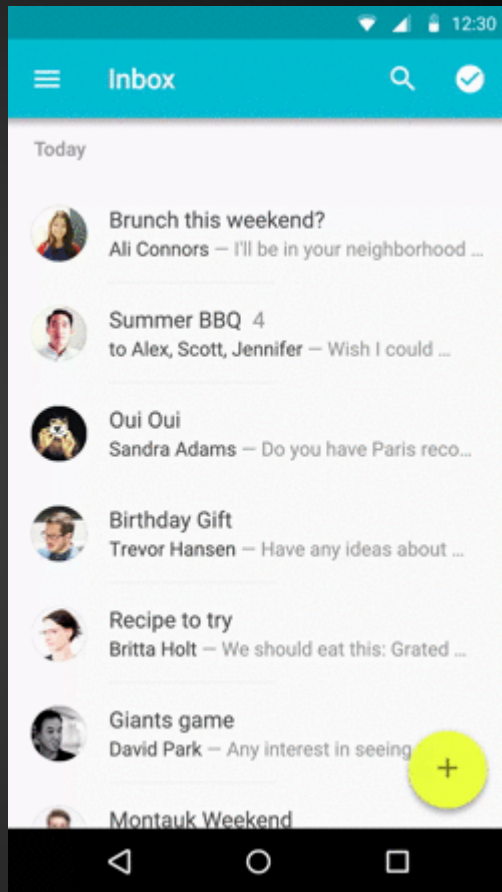 12:30
Inbox
Today
Brunch this weekend?
Ali Connors — I'll be in your neighborhood ...
Summer BBQ 4
to Alex, Scott, Jennifer — Wish I could ...
Oui Oui
Sandra Adams — Do you have Paris reco...
Birthday Gift
Trevor Hansen — Have any ideas about ...
Recipe to try
Britta Holt — We should eat this: Grated ...
Giants game
David Park — Any interest in seeing
Montauk Weekend